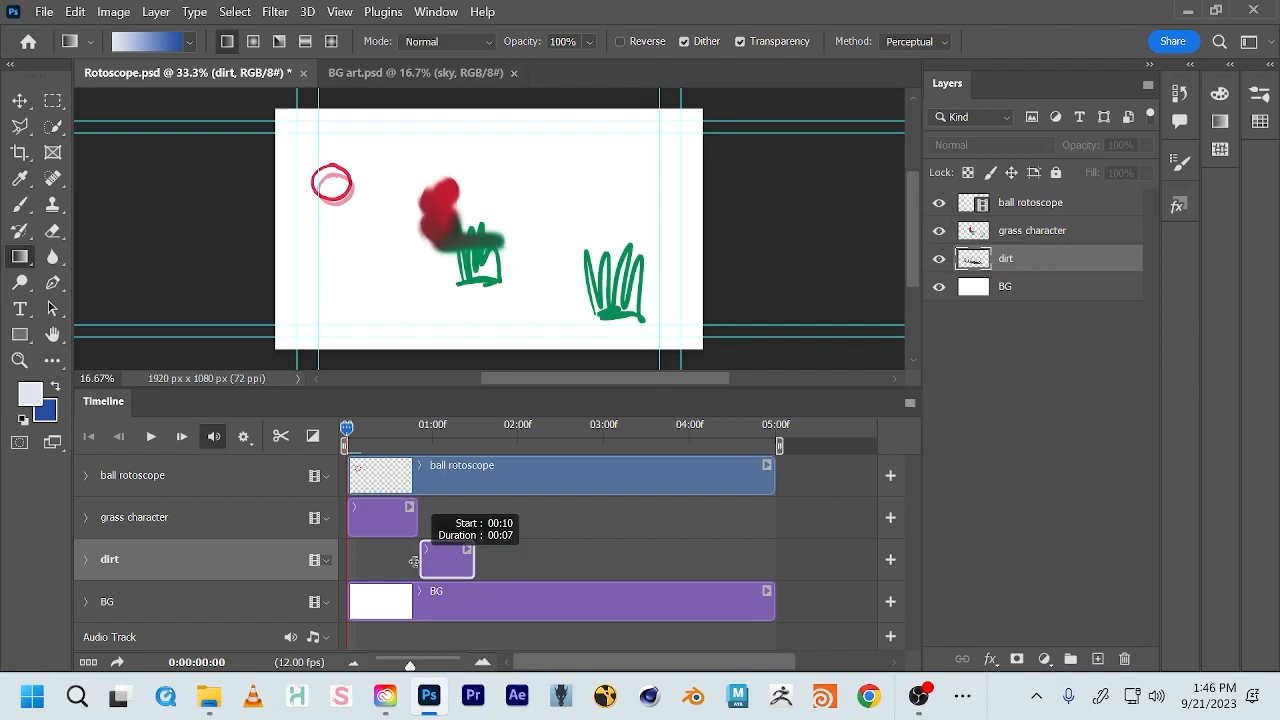 Ps File Edit Image Layer Type Select Filter 3D View Plugins Window Help
Mode: Normal Opacity: 100% Reverse Dither Transparency Method: Perceptual Share
Rotoscope.psd @ 33.3% (dirt, RGB/8#) * × BG art.psd @ 16.7% (sky, RGB/8#) ×
Layers
Kind
Normal Opacity: 100%
Lock: Fill: 100%
ball rotoscope
grass character
dirt
BG
16.67% 1920 px x 1080 px (72 ppi)
Timeline
01:00f 02:00f 03:00f 04:00f 05:00f
ball rotoscope ball rotoscope
grass character
Start : 00:10
Duration : 00:07
dirt
BG BG
Audio Track
0:00:00:00 (12.00 fps)
H S Ps Pr Ae M MAYA
1:46 PM
9/21/2023